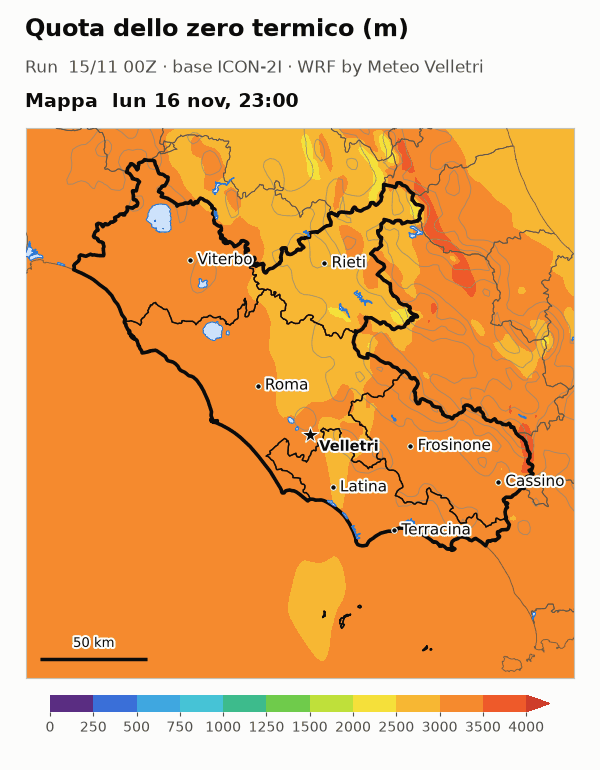 Quota dello zero termico (m)
Run  15/11 00Z · base ICON-2I · WRF by Meteo Velletri
Mappa  lun 16 nov, 23:00
Viterbo
Rieti
Roma
Velletri
Frosinone
Cassino
Latina
Terracina
50 km
0 250 500 750 1000 1250 1500 2000 2500 3000 3500 4000